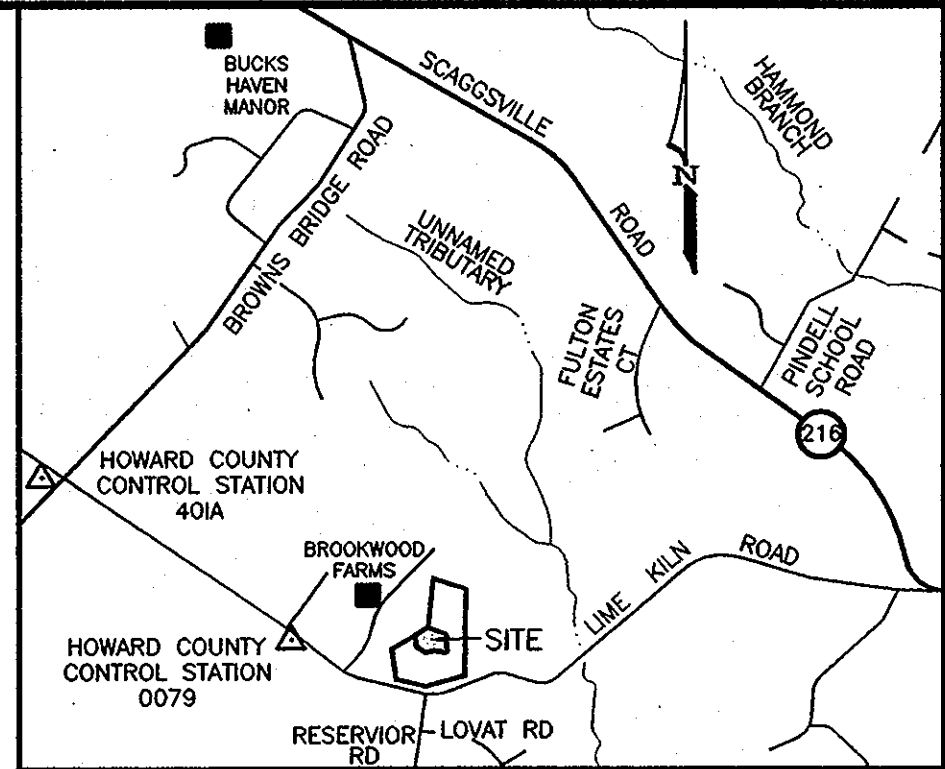 BUCKS
HAVEN
MANOR
SCAGGSVILLE
ROAD
HAMMOND
BRANCH
N
BROWNS BRIDGE ROAD
UNNAMED
TRIBUTARY
FULTON
ESTATES
CT
PINDELL
SCHOOL
ROAD
216
HOWARD COUNTY
CONTROL STATION
401A
BROOKWOOD
FARMS
LIME KILN ROAD
SITE
HOWARD COUNTY
CONTROL STATION
0079
RESERVIOR
RD
LOVAT RD